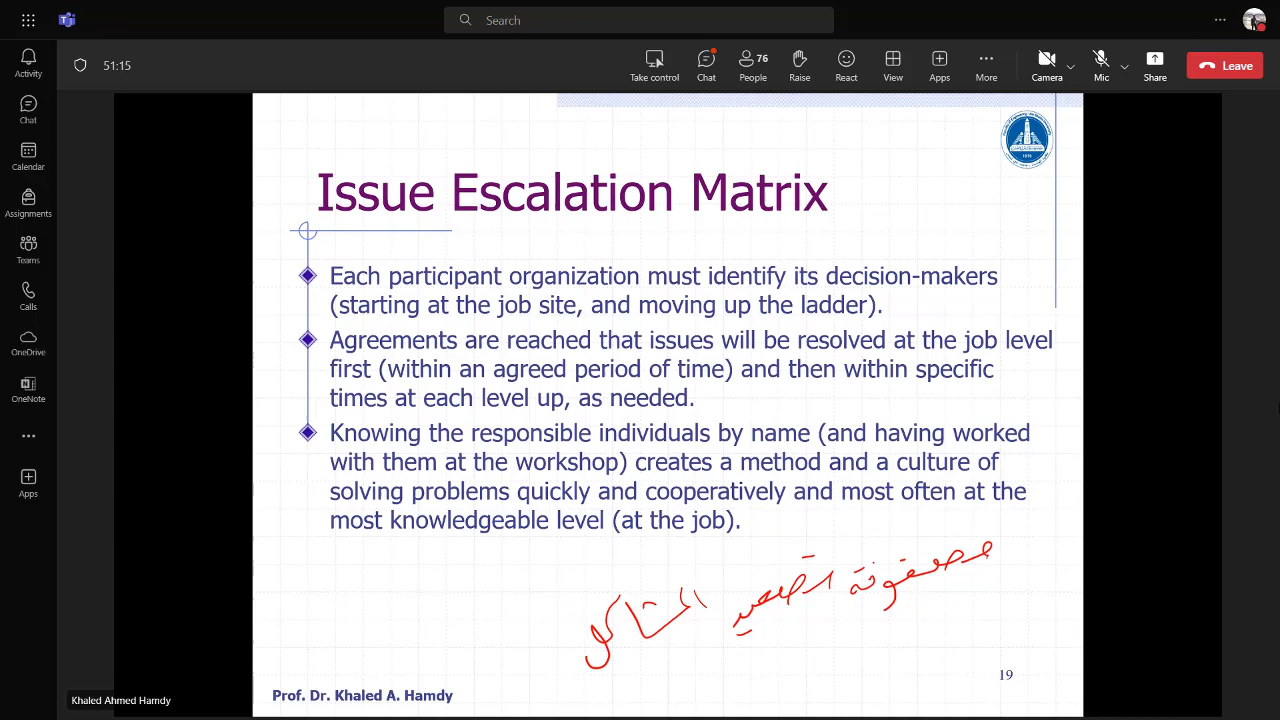 Search
51:15
Take control
Chat
76
People
Raise
React
View
Apps
More
Camera
Mic
Share
Leave
Activity
Chat
Calendar
Assignments
Teams
Calls
OneDrive
OneNote
Apps
Issue Escalation Matrix
Each participant organization must identify its decision-makers
(starting at the job site, and moving up the ladder).
Agreements are reached that issues will be resolved at the job level
first (within an agreed period of time) and then within specific
times at each level up, as needed.
Knowing the responsible individuals by name (and having worked
with them at the workshop) creates a method and a culture of
solving problems quickly and cooperatively and most often at the
most knowledgeable level (at the job).
مصفوفة
19
Prof. Dr. Khaled A. Hamdy
Khaled Ahmed Hamdy